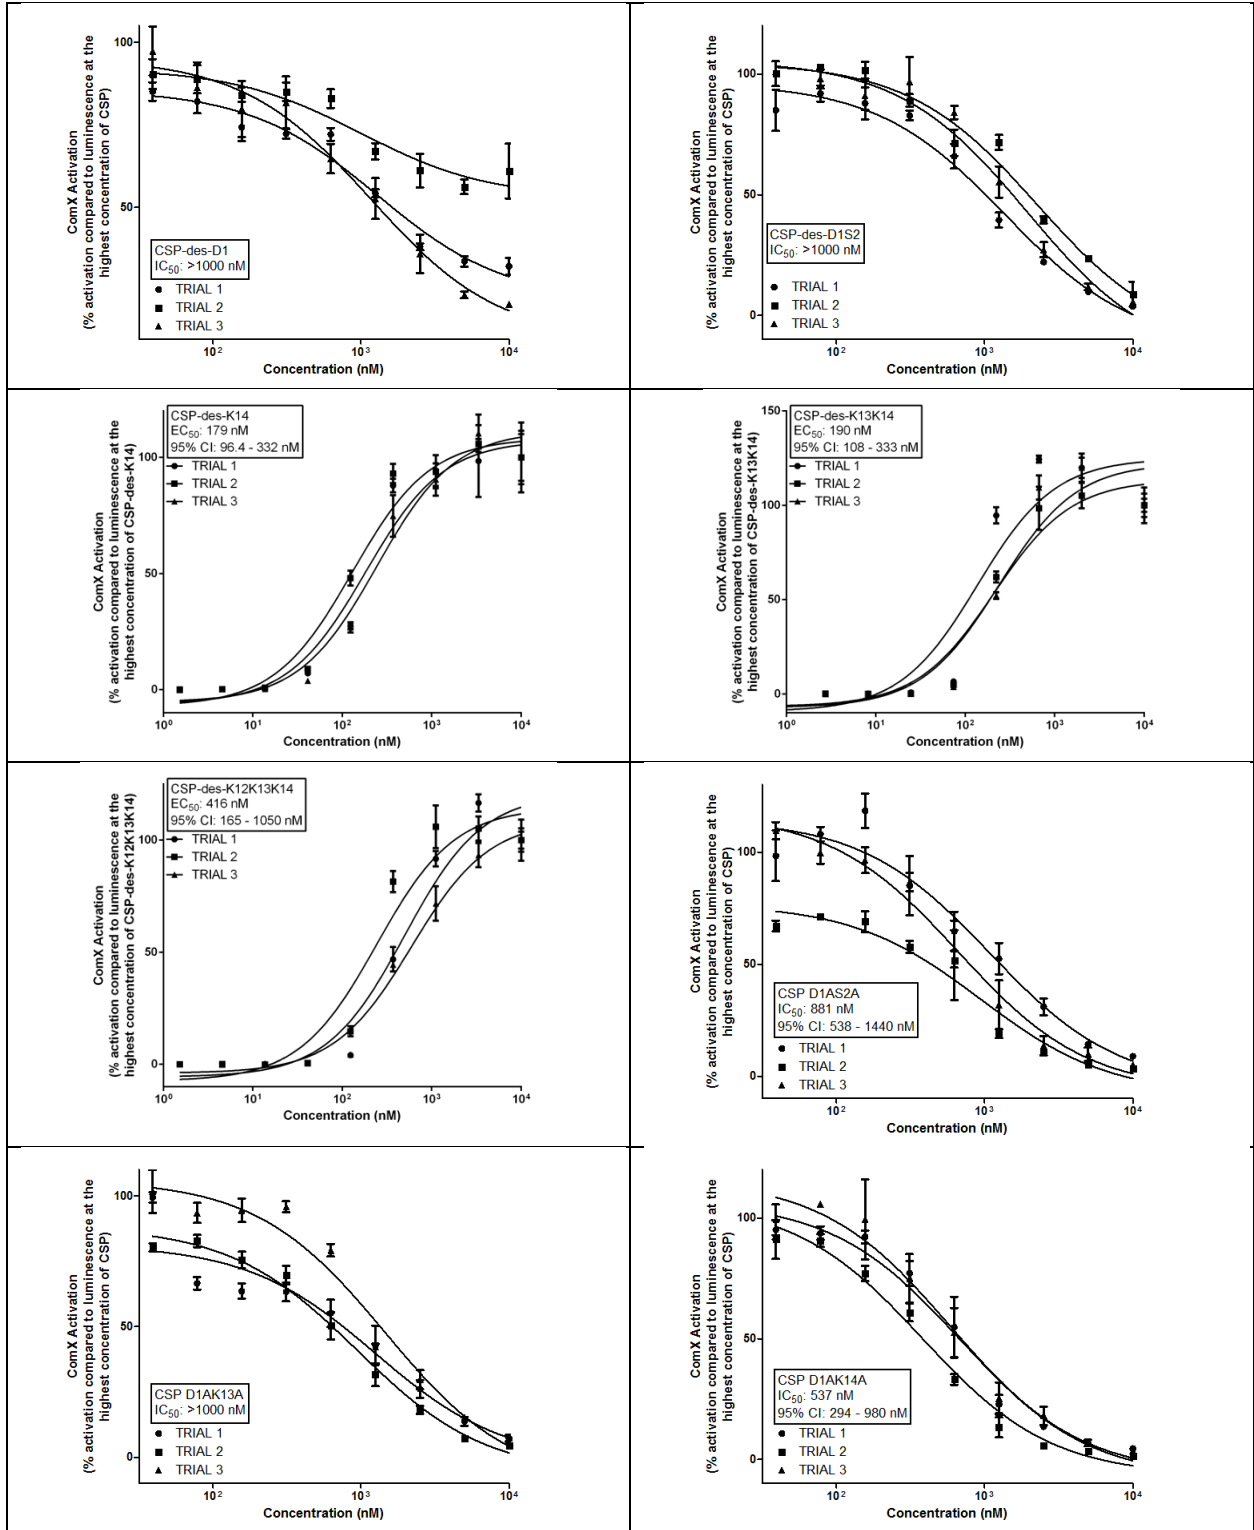 ComX Activation
(% activation compared to luminescence at the
highest concentration of CSP)
100
50
CSP-des-D1
IC50: >1000 nM
TRIAL 1
TRIAL 2
TRIAL 3
10²
10³
10⁴
Concentration (nM)
ComX Activation
(% activation compared to luminescence at the
highest concentration of CSP)
100
50
0
CSP-des-D1S2
IC50: >1000 nM
TRIAL 1
TRIAL 2
TRIAL 3
10²
10³
10⁴
Concentration (nM)
ComX Activation
(% activation compared to luminescence at the
highest concentration of CSP-des-K14)
100
50
0
CSP-des-K14
EC50: 179 nM
95% CI: 96.4 - 332 nM
TRIAL 1
TRIAL 2
TRIAL 3
10⁰
10¹
10²
10³
10⁴
Concentration (nM)
ComX Activation
(% activation compared to luminescence at the
highest concentration of CSP-des-K13K14)
150
100
50
0
CSP-des-K13K14
EC50: 190 nM
95% CI: 108 - 333 nM
TRIAL 1
TRIAL 2
TRIAL 3
10⁰
10¹
10²
10³
10⁴
Concentration (nM)
ComX Activation
(% activation compared to luminescence at the
highest concentration of CSP-des-K12K13K14)
100
50
0
CSP-des-K12K13K14
EC50: 416 nM
95% CI: 165 - 1050 nM
TRIAL 1
TRIAL 2
TRIAL 3
10⁰
10¹
10²
10³
10⁴
Concentration (nM)
ComX Activation
(% activation compared to luminescence at the
highest concentration of CSP)
100
50
0
CSP D1AS2A
IC50: 881 nM
95% CI: 538 - 1440 nM
TRIAL 1
TRIAL 2
TRIAL 3
10²
10³
10⁴
Concentration (nM)
ComX Activation
(% activation compared to luminescence at the
highest concentration of CSP)
100
50
0
CSP D1AK13A
IC50: >1000 nM
TRIAL 1
TRIAL 2
TRIAL 3
10²
10³
10⁴
Concentration (nM)
ComX Activation
(% activation compared to luminescence at the
highest concentration of CSP)
100
50
0
CSP D1AK14A
IC50: 537 nM
95% CI: 294 - 980 nM
TRIAL 1
TRIAL 2
TRIAL 3
10²
10³
10⁴
Concentration (nM)